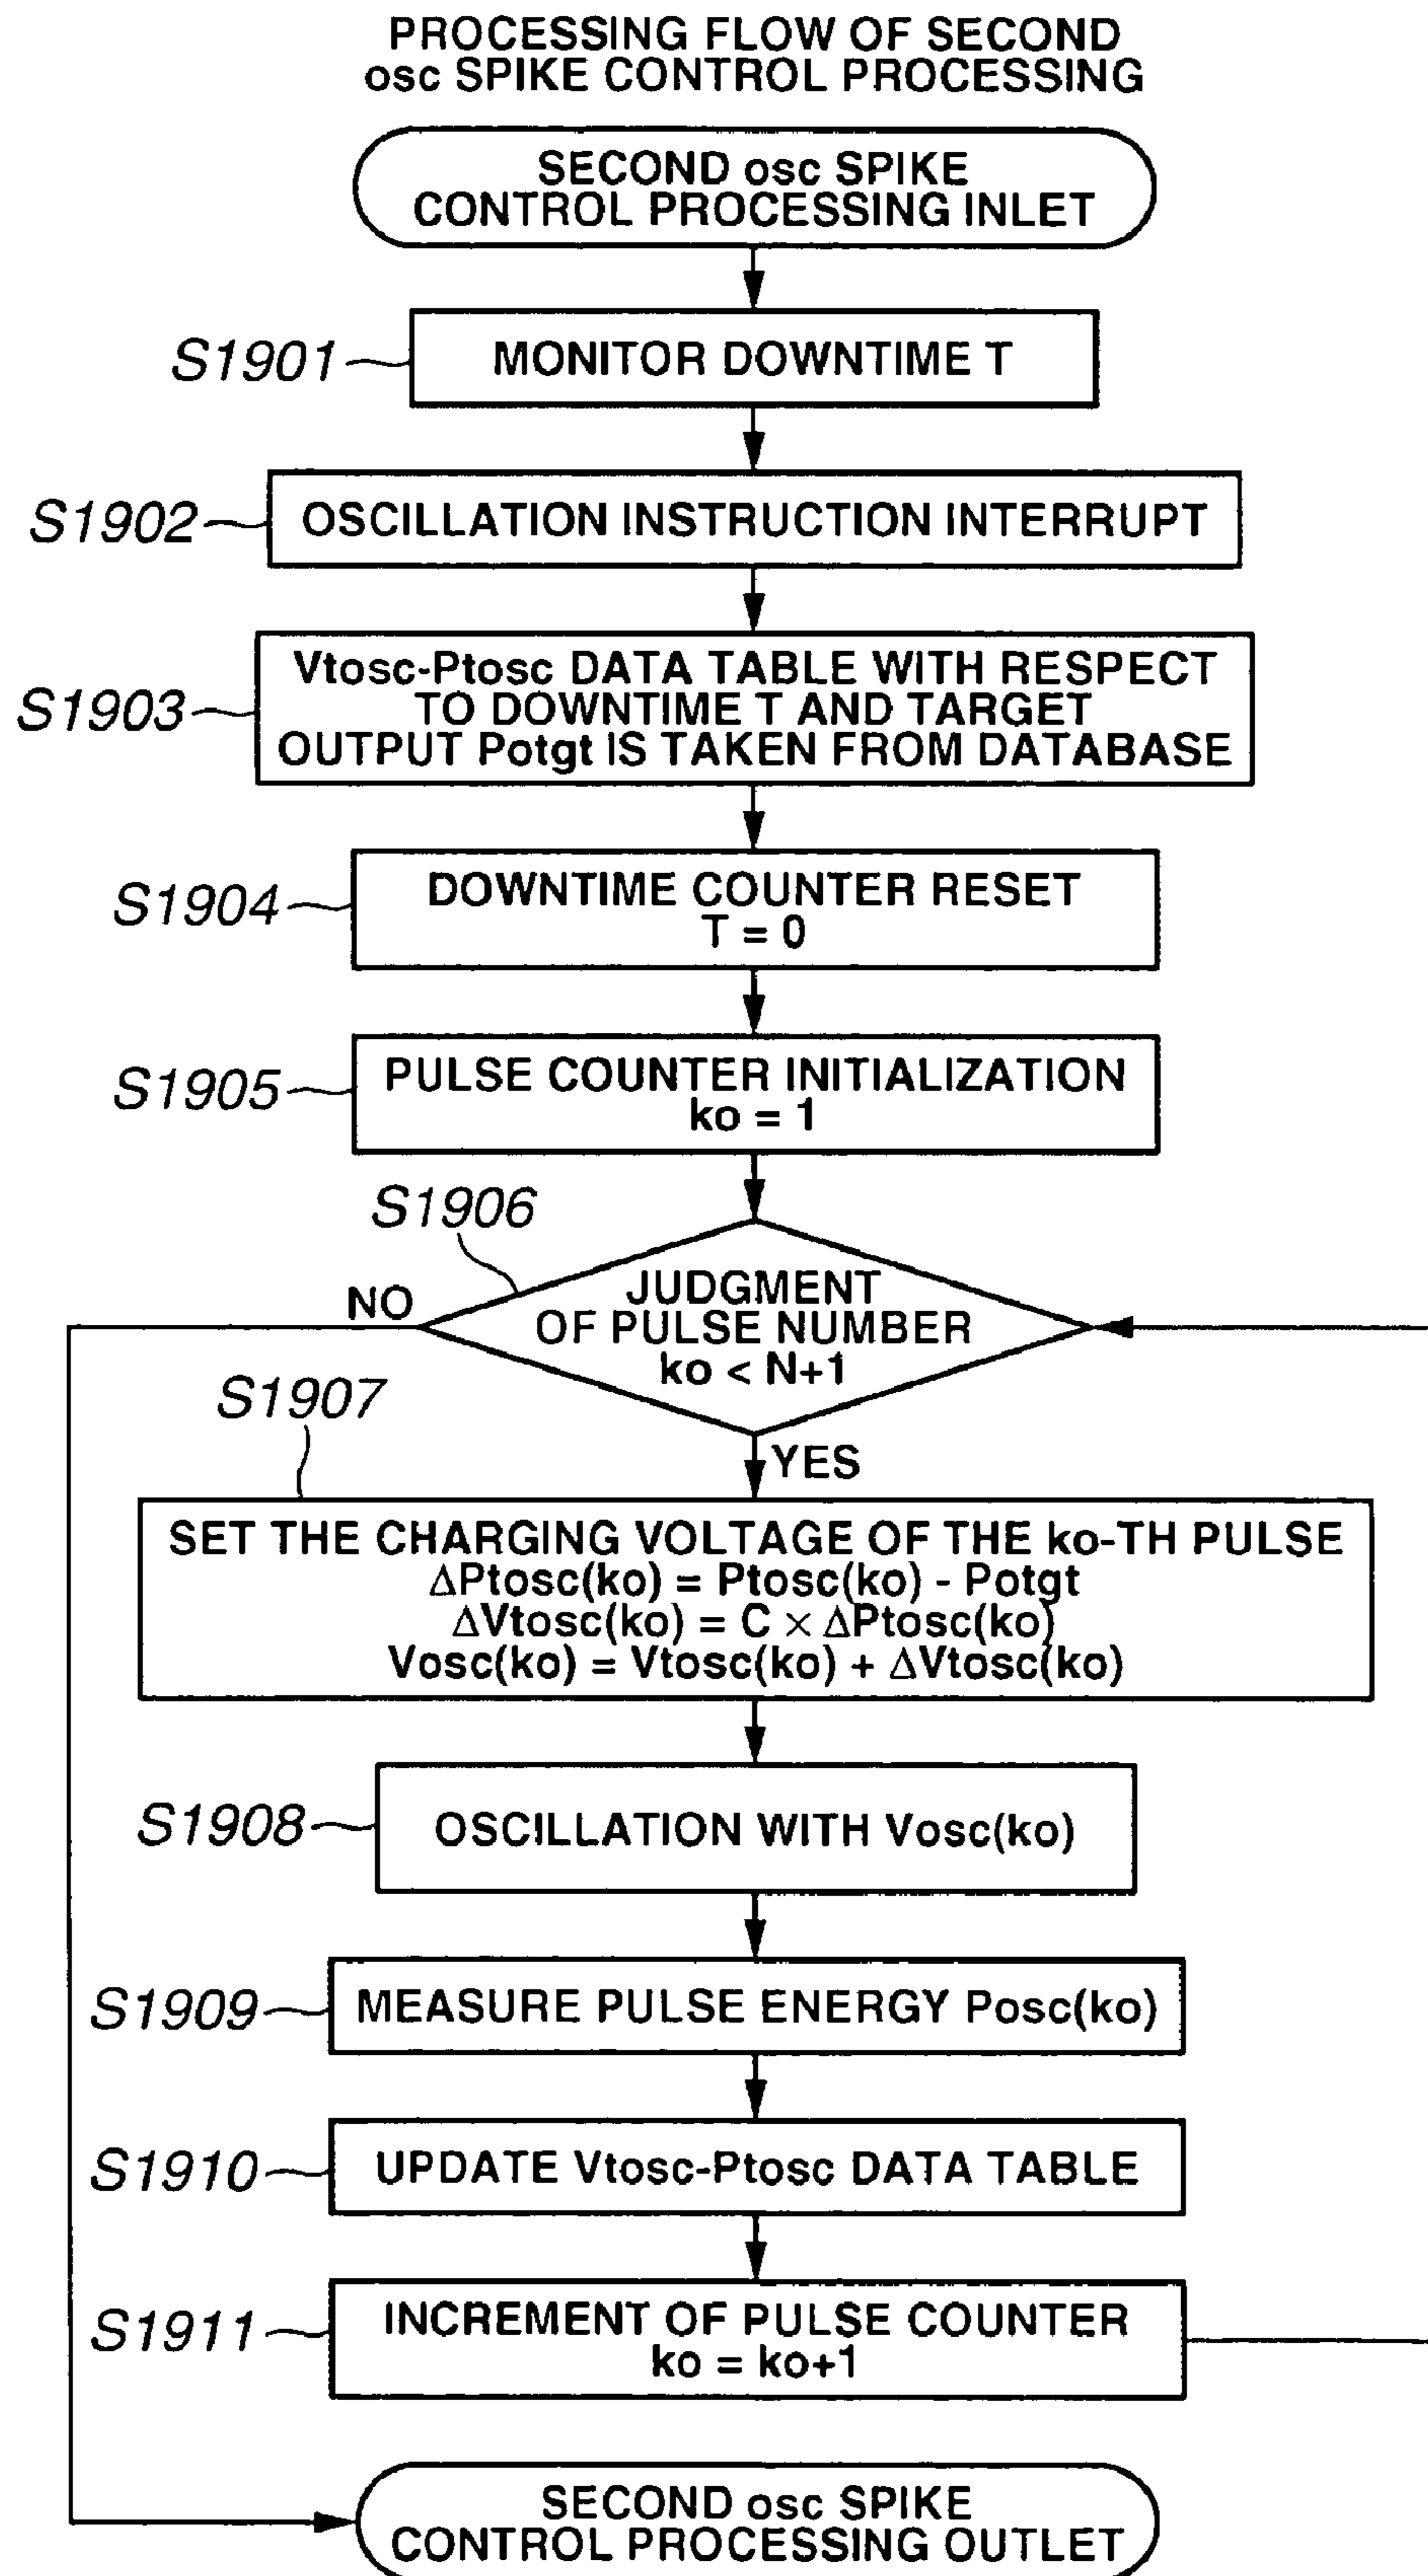 PROCESSING FLOW OF SECOND
osc SPIKE CONTROL PROCESSING
SECOND osc SPIKE
CONTROL PROCESSING INLET
S1901
MONITOR DOWNTIME T
S1902
OSCILLATION INSTRUCTION INTERRUPT
S1903
Vtosc-Ptosc DATA TABLE WITH RESPECT
TO DOWNTIME T AND TARGET
OUTPUT Potgt IS TAKEN FROM DATABASE
S1904
DOWNTIME COUNTER RESET
T = 0
S1905
PULSE COUNTER INITIALIZATION
ko = 1
S1906
JUDGMENT
OF PULSE NUMBER
ko < N+1
NO
YES
S1907
SET THE CHARGING VOLTAGE OF THE ko-TH PULSE
ΔPtosc(ko) = Ptosc(ko) - Potgt
ΔVtosc(ko) = C × ΔPtosc(ko)
Vosc(ko) = Vtosc(ko) + ΔVtosc(ko)
S1908
OSCILLATION WITH Vosc(ko)
S1909
MEASURE PULSE ENERGY Posc(ko)
S1910
UPDATE Vtosc-Ptosc DATA TABLE
S1911
INCREMENT OF PULSE COUNTER
ko = ko+1
SECOND osc SPIKE
CONTROL PROCESSING OUTLET